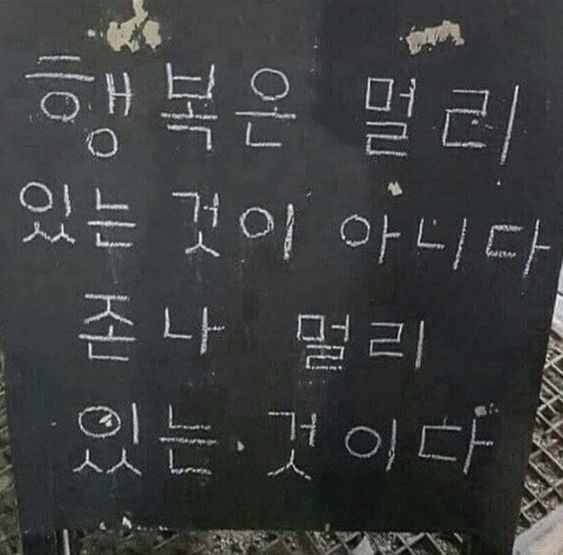 행복은 멀리
있는 것이 아니다
존나 멀리
있는 것이다